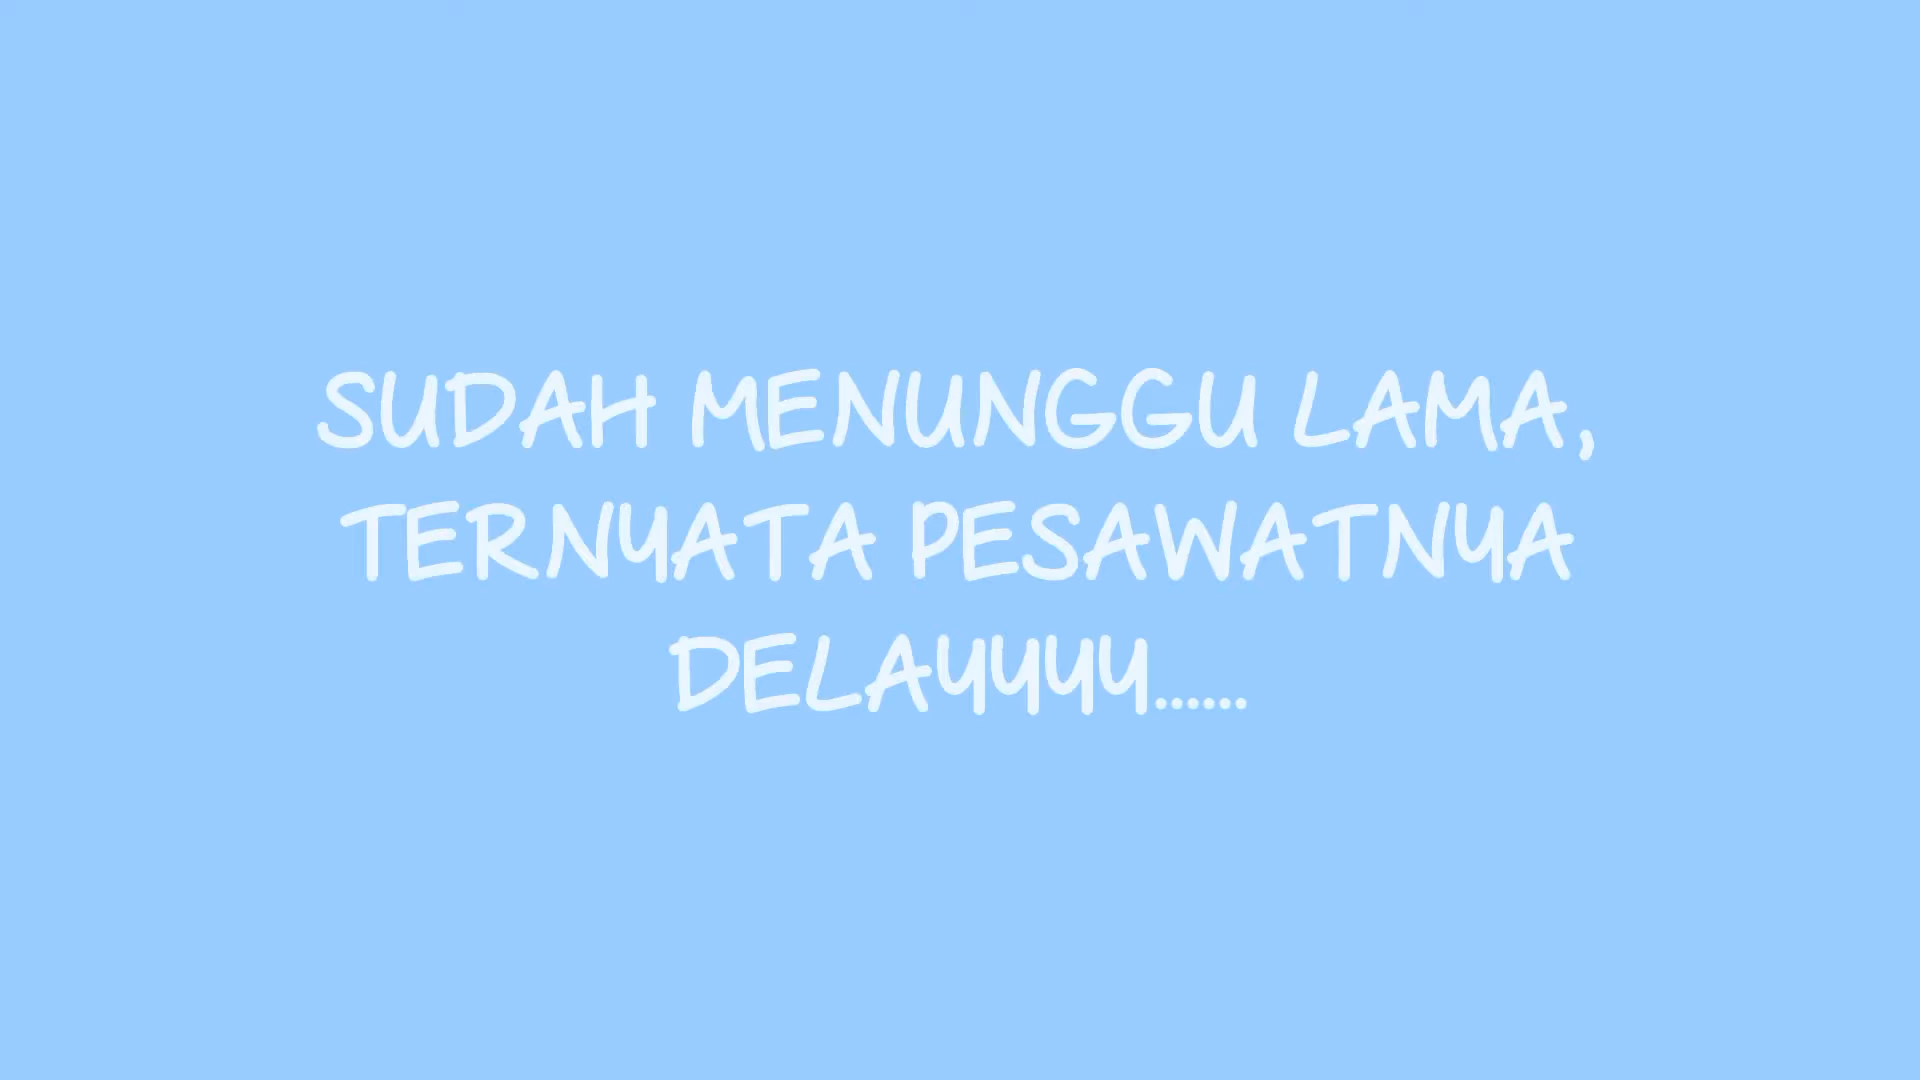 SUDAH MENUNGGU LAMA,
TERNYATA PESAWATNYA
DELAYYYY......